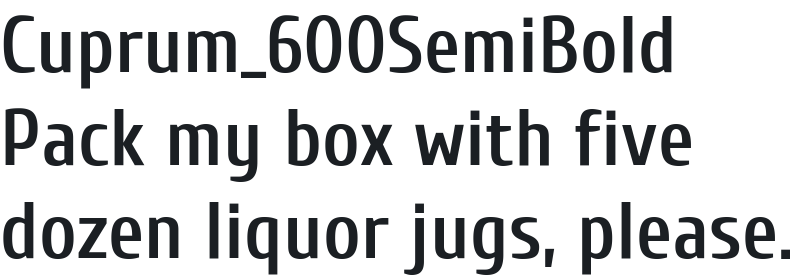 Cuprum_600SemiBold
Pack my box with five
dozen liquor jugs, please.